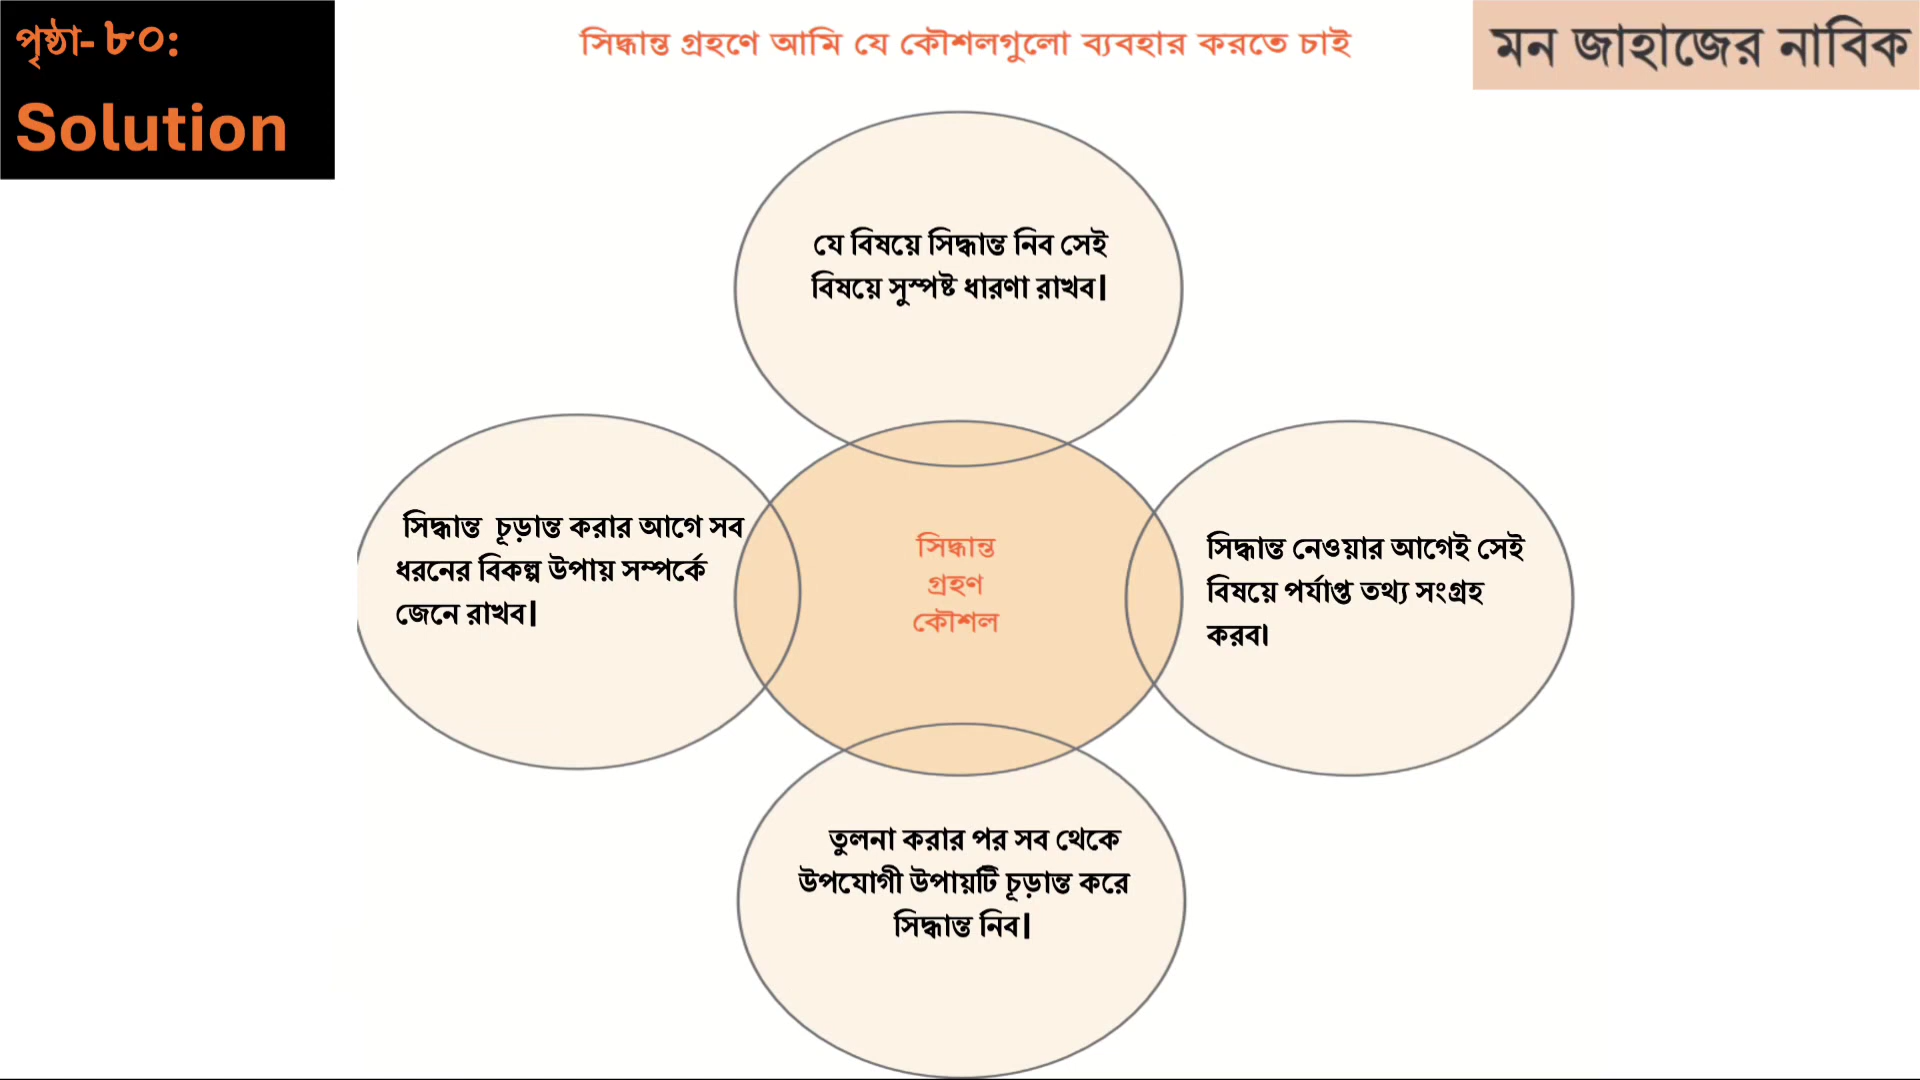 পৃষ্ঠা- ৮০:
Solution
সিদ্ধান্ত গ্রহণে আমি যে কৌশলগুলো ব্যবহার করতে চাই
মন জাহাজের নাবিক
যে বিষয়ে সিদ্ধান্ত নিব সেই
বিষয়ে সুস্পষ্ট ধারণা রাখব।
সিদ্ধান্ত চূড়ান্ত করার আগে সব
ধরনের বিকল্প উপায় সম্পর্কে
জেনে রাখব।
সিদ্ধান্ত
গ্রহণ
কৌশল
সিদ্ধান্ত নেওয়ার আগেই সেই
বিষয়ে পর্যাপ্ত তথ্য সংগ্রহ
করব।
তুলনা করার পর সব থেকে
উপযোগী উপায়টি চূড়ান্ত করে
সিদ্ধান্ত নিব।